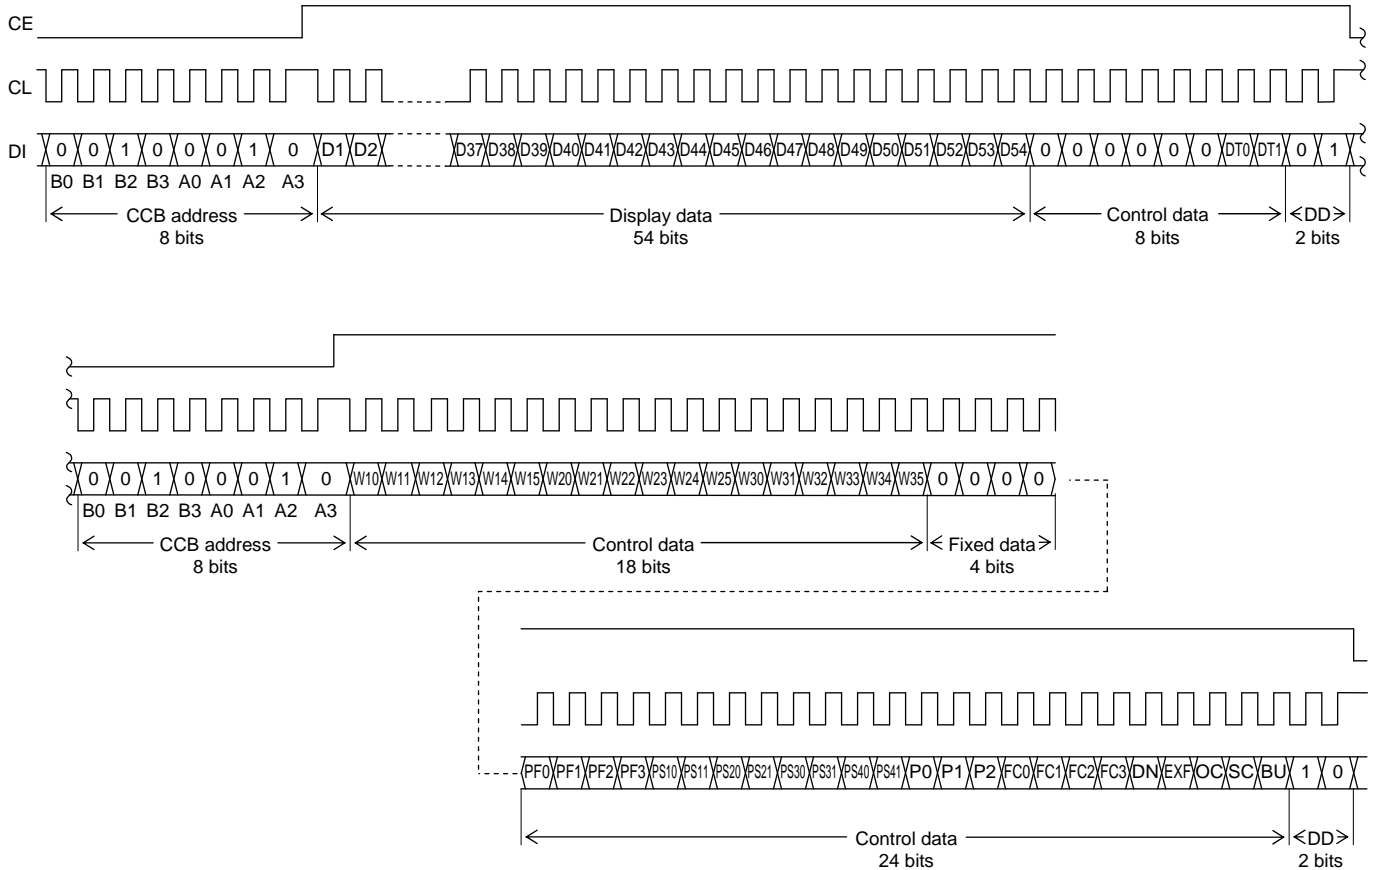 CE
CL
DI 0 0 1 0 0 0 1 0 D1 D2 D37 D38 D39 D40 D41 D42 D43 D44 D45 D46 D47 D48 D49 D50 D51 D52 D53 D54 0 0 0 0 0 0 DT0 DT1 0 1
B0 B1 B2 B3 A0 A1 A2 A3
CCB address Display data Control data DD
8 bits 54 bits 8 bits 2 bits
0 0 1 0 0 0 1 0 W10 W11 W12 W13 W14 W15 W20 W21 W22 W23 W24 W25 W30 W31 W32 W33 W34 W35 0 0 0 0
B0 B1 B2 B3 A0 A1 A2 A3
CCB address Control data Fixed data
8 bits 18 bits 4 bits
PF0 PF1 PF2 PF3 PS10 PS11 PS20 PS21 PS30 PS31 PS40 PS41 P0 P1 P2 FC0 FC1 FC2 FC3 DN EXF OC SC BU 1 0
Control data DD
24 bits 2 bits